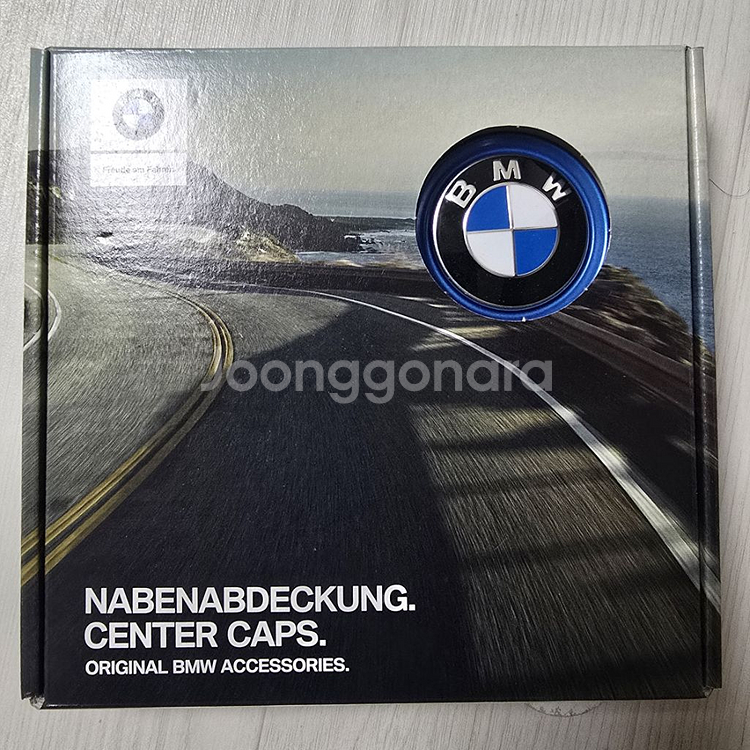 Freude am Fahren
BMW
Joonggonara
NABENABDECKUNG.
CENTER CAPS.
ORIGINAL BMW ACCESSORIES.